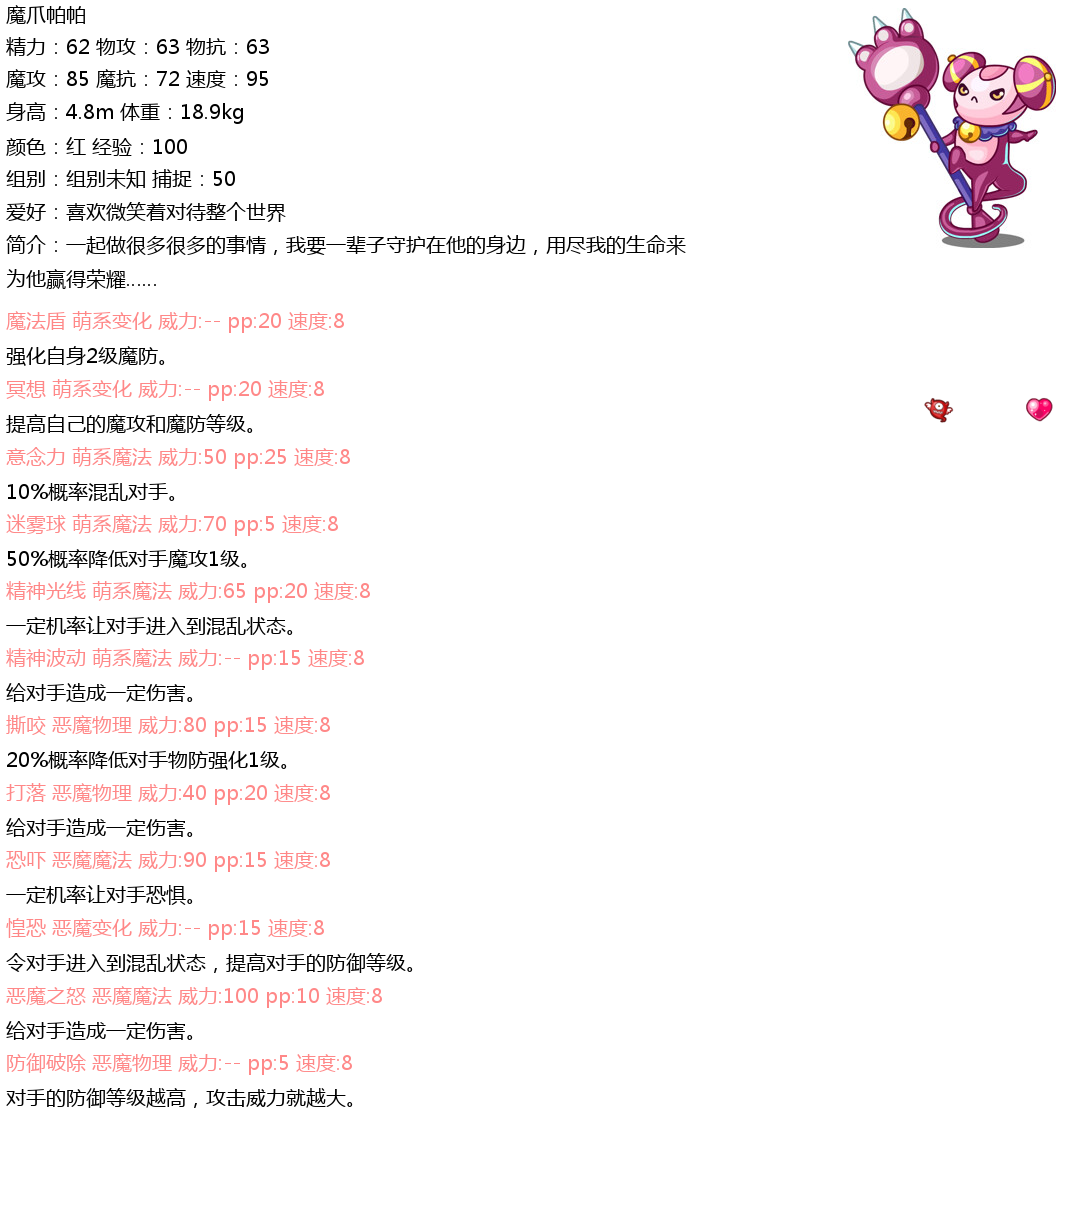 魔爪帕帕
精力：62 物攻：63 物抗：63
魔攻：85 魔抗：72 速度：95
身高：4.8m 体重：18.9kg
颜色：红 经验：100
组别：组别未知 捕捉：50
爱好：喜欢微笑着对待整个世界
简介：一起做很多很多的事情，我要一辈子守护在他的身边，用尽我的生命来
为他赢得荣耀......
魔法盾 萌系变化 威力:-- pp:20 速度:8
强化自身2级魔防。
冥想 萌系变化 威力:-- pp:20 速度:8
提高自己的魔攻和魔防等级。
意念力 萌系魔法 威力:50 pp:25 速度:8
10%概率混乱对手。
迷雾球 萌系魔法 威力:70 pp:5 速度:8
50%概率降低对手魔攻1级。
精神光线 萌系魔法 威力:65 pp:20 速度:8
一定机率让对手进入到混乱状态。
精神波动 萌系魔法 威力:-- pp:15 速度:8
给对手造成一定伤害。
撕咬 恶魔物理 威力:80 pp:15 速度:8
20%概率降低对手物防强化1级。
打落 恶魔物理 威力:40 pp:20 速度:8
给对手造成一定伤害。
恐吓 恶魔魔法 威力:90 pp:15 速度:8
一定机率让对手恐惧。
惶恐 恶魔变化 威力:-- pp:15 速度:8
令对手进入到混乱状态，提高对手的防御等级。
恶魔之怒 恶魔魔法 威力:100 pp:10 速度:8
给对手造成一定伤害。
防御破除 恶魔物理 威力:-- pp:5 速度:8
对手的防御等级越高，攻击威力就越大。